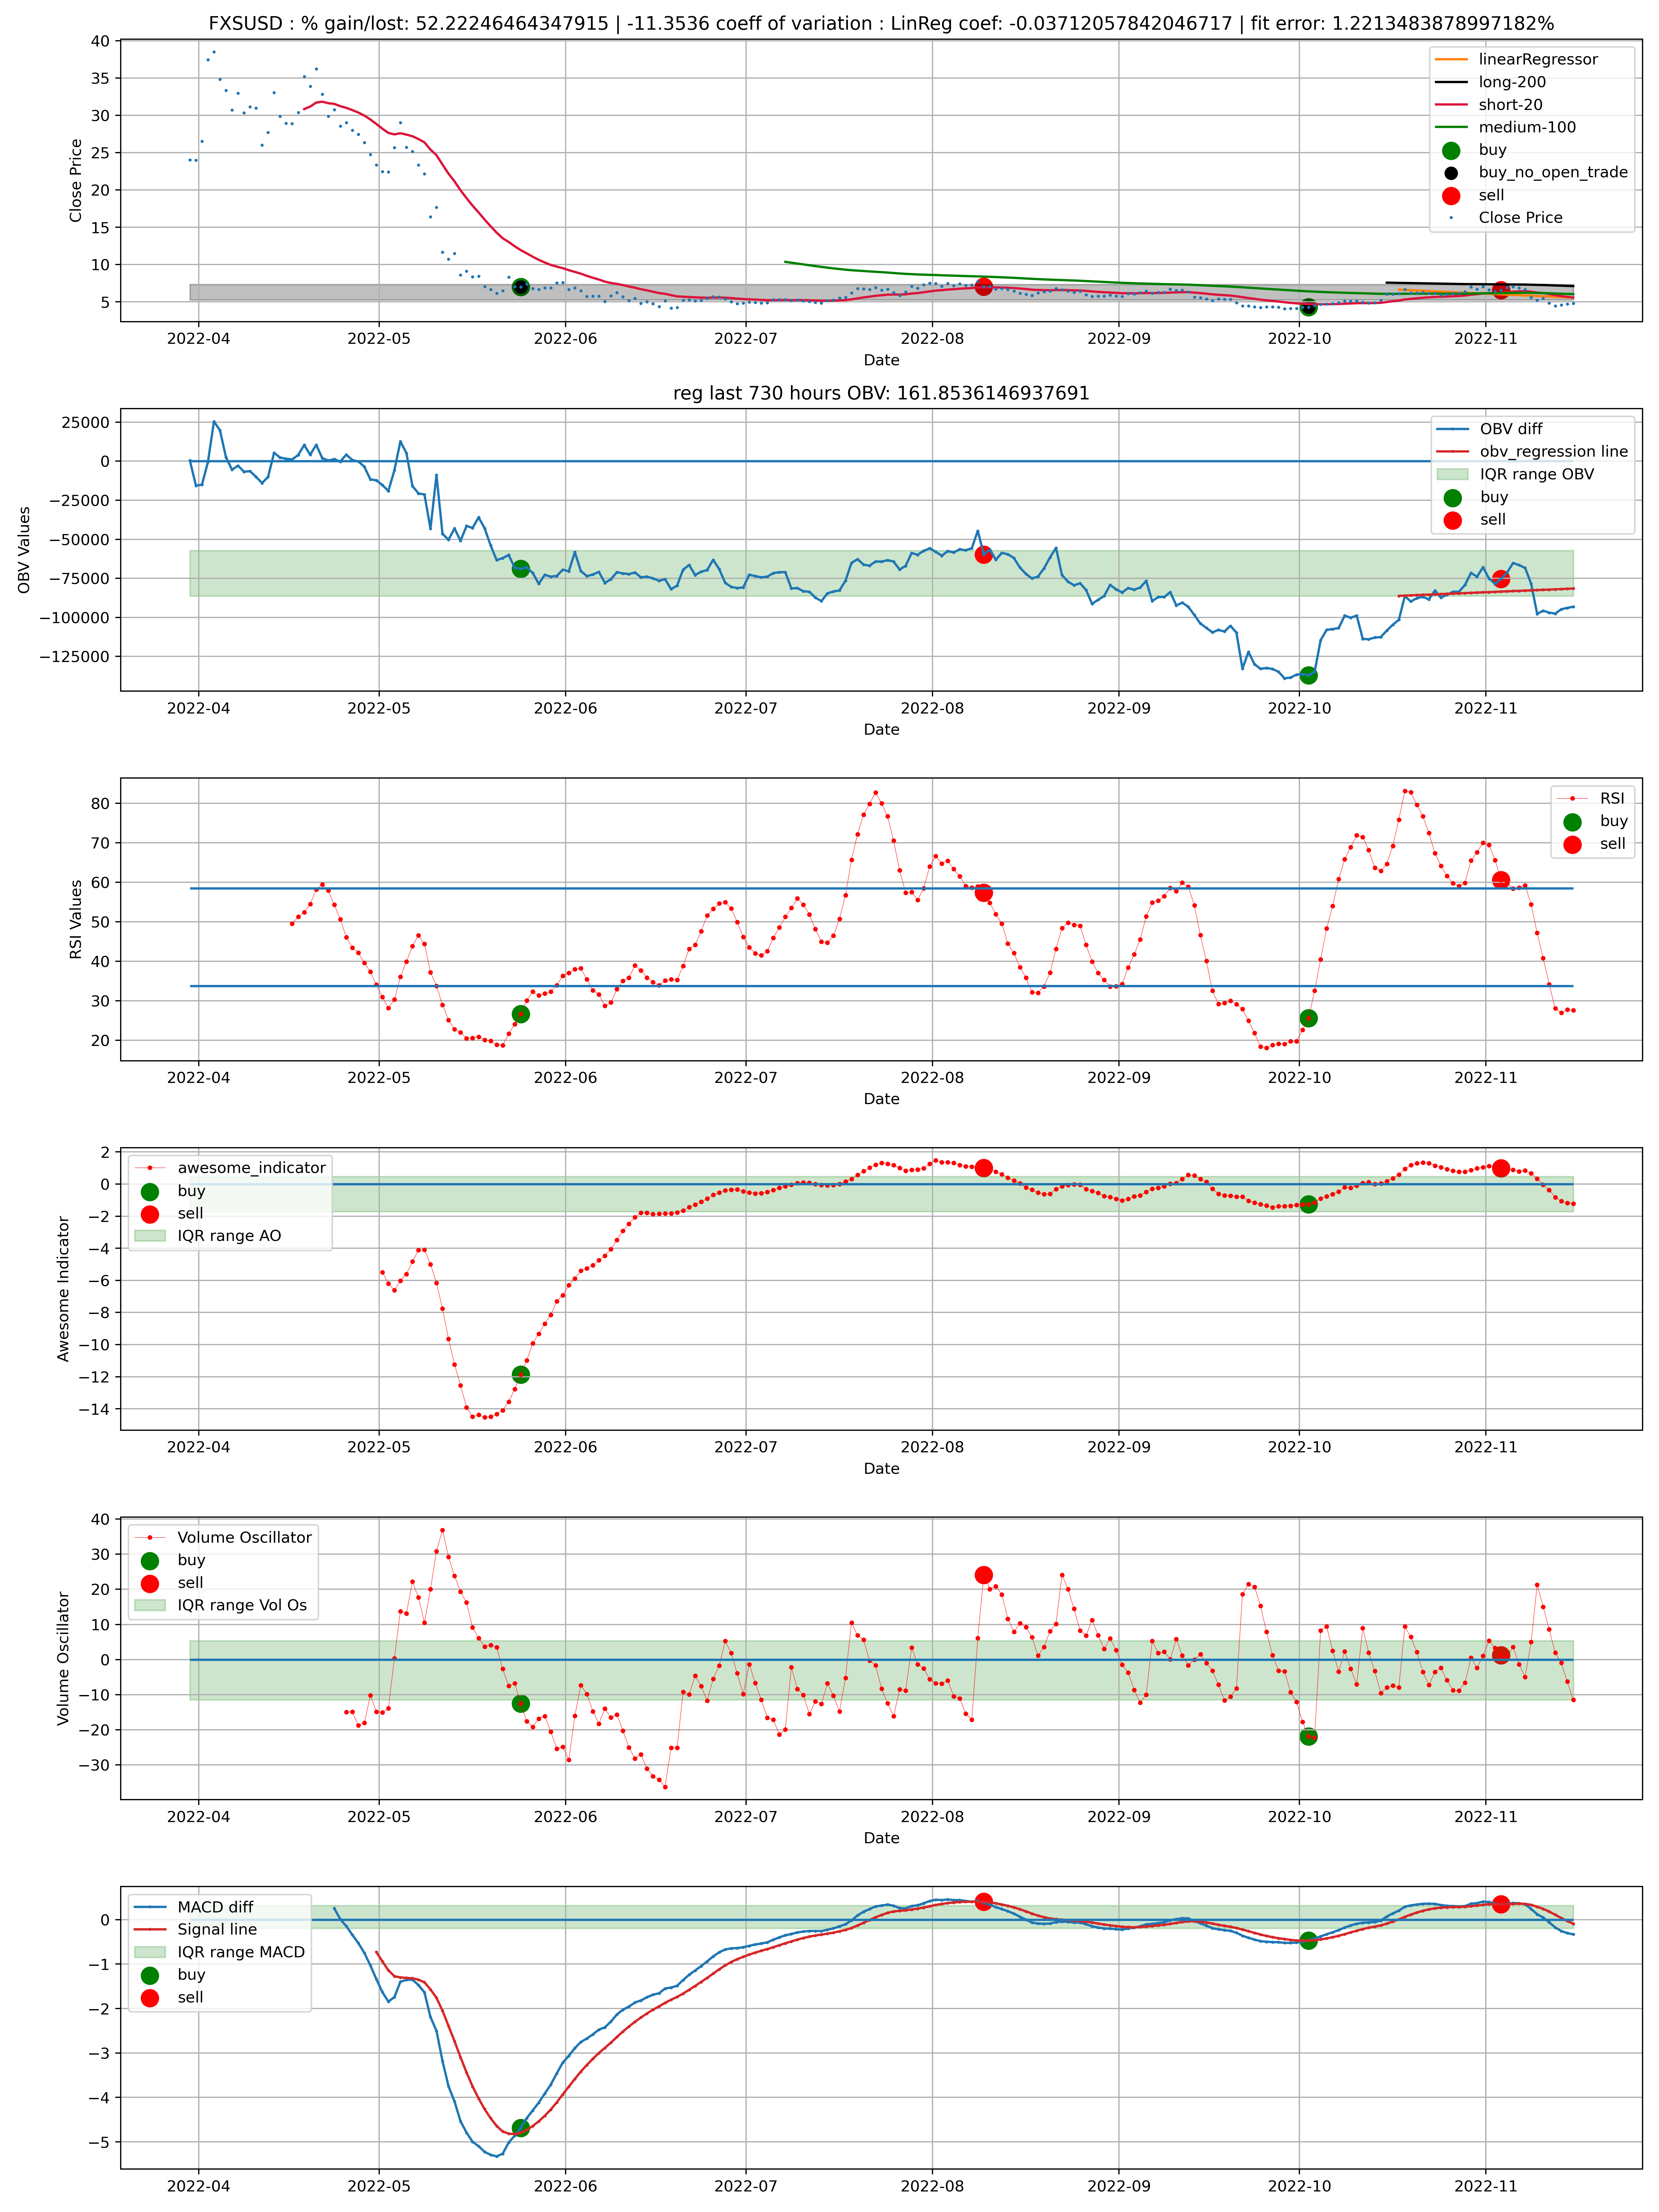 FXSUSD : % gain/lost: 52.22246464347915 | -11.3536 coeff of variation : LinReg coef: -0.03712057842046717 | fit error: 1.2213483878997182%
40
35
30
25
20
15
10
5
Close Price
linearRegressor
long-200
short-20
medium-100
buy
buy_no_open_trade
sell
Close Price
2022-04 2022-05 2022-06 2022-07 2022-08 2022-09 2022-10 2022-11
Date
reg last 730 hours OBV: 161.8536146937691
25000
0
−25000
−50000
−75000
−100000
−125000
OBV Values
OBV diff
obv_regression line
IQR range OBV
buy
sell
2022-04 2022-05 2022-06 2022-07 2022-08 2022-09 2022-10 2022-11
Date
80
70
60
50
40
30
20
RSI Values
RSI
buy
sell
2022-04 2022-05 2022-06 2022-07 2022-08 2022-09 2022-10 2022-11
Date
2
0
−2
−4
−6
−8
−10
−12
−14
Awesome Indicator
awesome_indicator
buy
sell
IQR range AO
2022-04 2022-05 2022-06 2022-07 2022-08 2022-09 2022-10 2022-11
Date
40
30
20
10
0
−10
−20
−30
Volume Oscillator
Volume Oscillator
buy
sell
IQR range Vol Os
2022-04 2022-05 2022-06 2022-07 2022-08 2022-09 2022-10 2022-11
Date
0
−1
−2
−3
−4
−5
MACD diff
Signal line
IQR range MACD
buy
sell
2022-04 2022-05 2022-06 2022-07 2022-08 2022-09 2022-10 2022-11